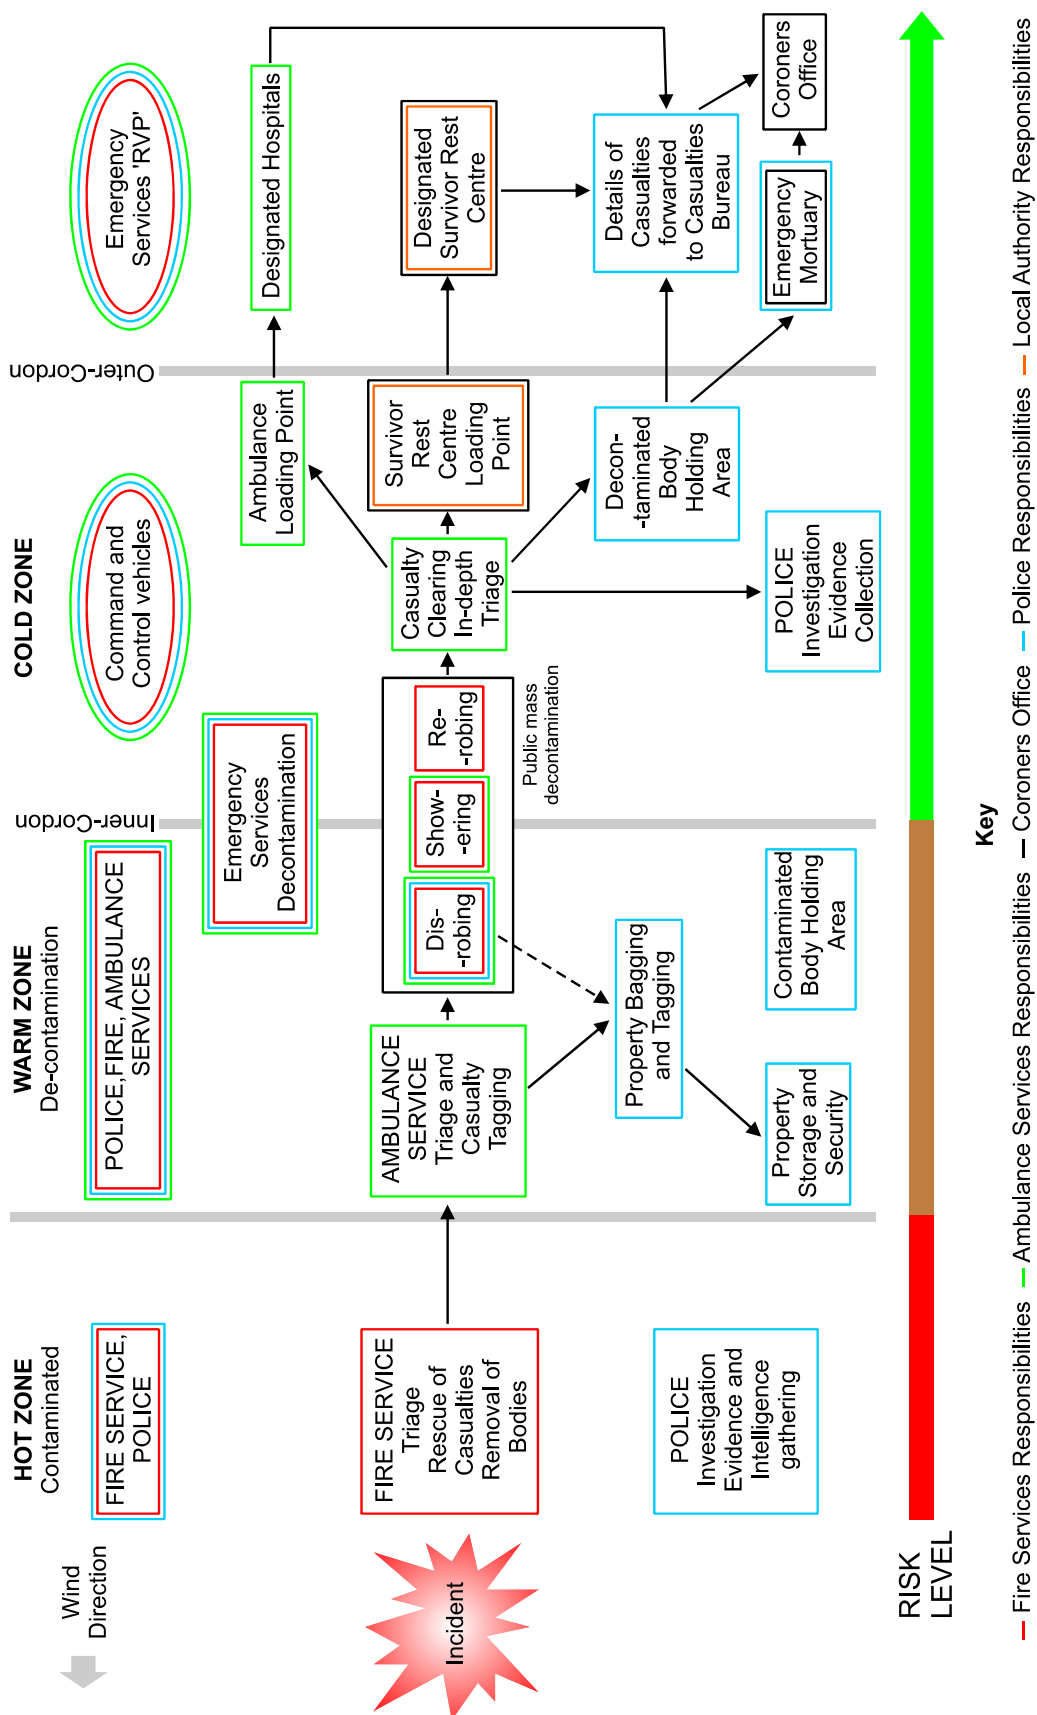 Wind
Direction
HOT ZONE
Contaminated
WARM ZONE
De-contamination
Inner-Cordon
COLD ZONE
Outer-Cordon
FIRE SERVICE,
POLICE
POLICE, FIRE, AMBULANCE
SERVICES
Command and
Control vehicles
Emergency
Services 'RVP'
Emergency
Services
Decontamination
Ambulance
Loading Point
Designated Hospitals
Incident
FIRE SERVICE
Triage
Rescue of
Casualties
Removal of
Bodies
AMBULANCE
SERVICE
Triage and
Casualty
Tagging
Dis-
-robing
Show-
-ering
Re-
-robing
Public mass
decontamination
Casualty
Clearing
In-depth
Triage
Survivor
Rest
Centre
Loading
Point
Designated
Survivor Rest
Centre
POLICE
Investigation
Evidence and
Intelligence
gathering
Property Bagging
and Tagging
Decon-
-taminated
Body
Holding
Area
Details of
Casualties
forwarded
to Casualties
Bureau
Property
Storage and
Security
Contaminated
Body Holding
Area
POLICE
Investigation
Evidence
Collection
Emergency
Mortuary
Coroners
Office
RISK
LEVEL
Key
Fire Services Responsibilities
Ambulance Services Responsibilities
Coroners Office
Police Responsibilities
Local Authority Responsibilities